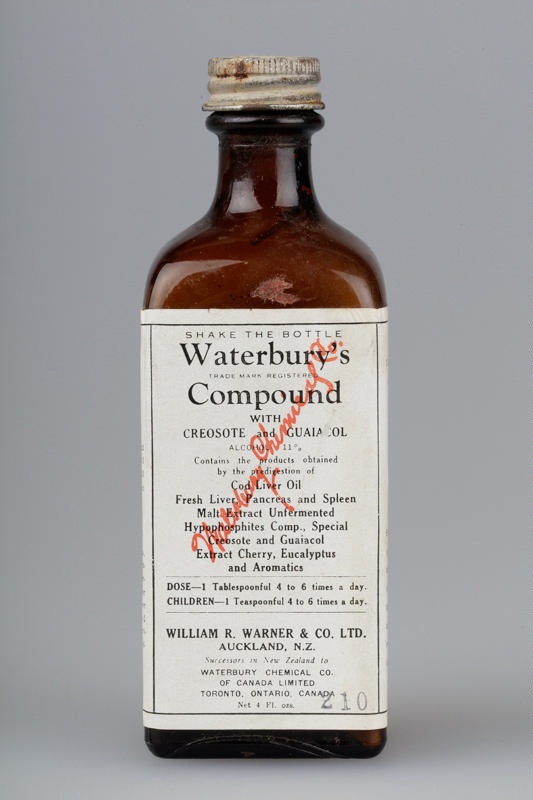 SHAKE THE BOTTLE
Waterbury's
TRADE MARK REGISTERED
Compound
WITH
CREOSOTE and GUAIACOL
ALCOHOL 11%
Contains the products obtained
by the predigestion of
Cod Liver Oil
Fresh Liver, Pancreas and Spleen
Malt Extract Unfermented
Hypophosphites Comp., Special
Creosote and Guaiacol
Extract Cherry, Eucalyptus
and Aromatics
Waterbury Chemical Co.
DOSE—1 Tablespoonful 4 to 6 times a day.
CHILDREN—1 Teaspoonful 4 to 6 times a day.
WILLIAM R. WARNER & CO. LTD.
AUCKLAND, N.Z.
Successors in New Zealand to
WATERBURY CHEMICAL CO.
OF CANADA LIMITED
TORONTO, ONTARIO, CANADA
Net 4 Fl. ozs.
210